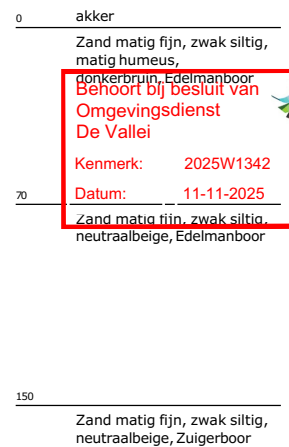 0 akker
Zand matig fijn, zwak siltig,
matig humeus,
donkerbruin, Edelmanboor
Behoort bij besluit van
Omgevingsdienst
De Vallei
Kenmerk: 2025W1342
Datum: 11-11-2025
70
Zand matig fijn, zwak siltig,
neutraalbeige, Edelmanboor
150
Zand matig fijn, zwak siltig,
neutraalbeige, Zuigerboor